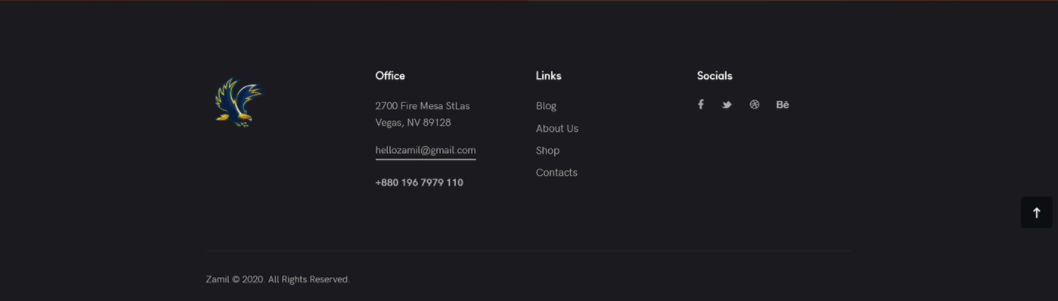 Office
2700 Fire Mesa StLas
Vegas, NV 89128
hellozamil@gmail.com
+880 196 7979 110
Links
Blog
About Us
Shop
Contacts
Socials
Bē
Zamil © 2020. All Rights Reserved.